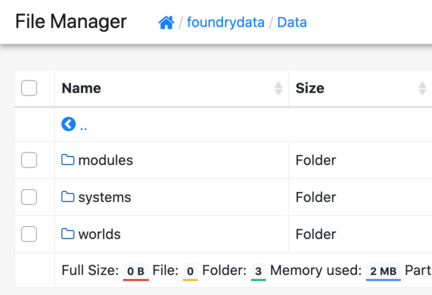 File Manager / foundrydata / Data
Name Size
..
modules Folder
systems Folder
worlds Folder
Full Size: 0 B File: 0 Folder: 3 Memory used: 2 MB Part